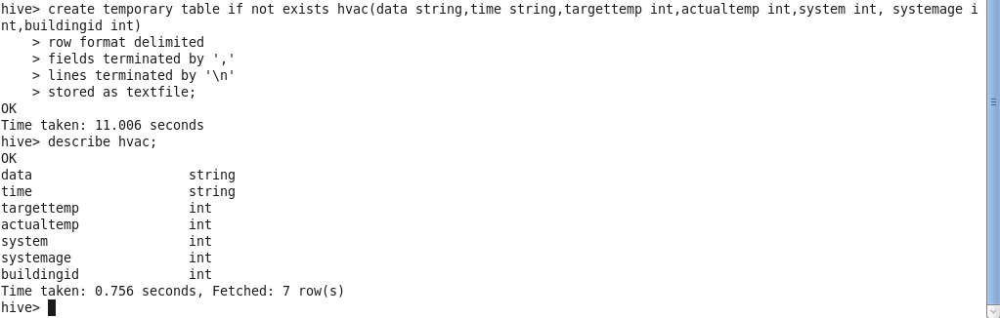 hive> create temporary table if not exists hvac(data string,time string,targettemp int,actualtemp int,system int, systemage i
nt,buildingid int)
    > row format delimited
    > fields terminated by ','
    > lines terminated by '\n'
    > stored as textfile;
OK
Time taken: 11.006 seconds
hive> describe hvac;
OK
data                    string
time                    string
targettemp              int
actualtemp              int
system                  int
systemage               int
buildingid              int
Time taken: 0.756 seconds, Fetched: 7 row(s)
hive>